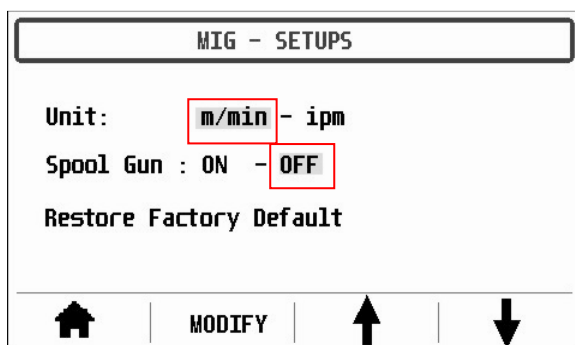 MIG - SETUPS
Unit: m/min - ipm
Spool Gun : ON - OFF
Restore Factory Default
MODIFY